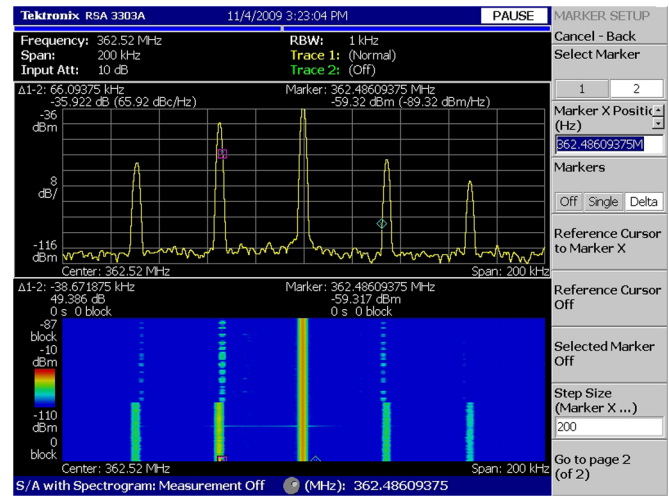 Tektronix RSA 3303A 11/4/2009 3:23:04 PM PAUSE MARKER SETUP
Cancel - Back
Frequency: 362.52 MHz RBW: 1 kHz
Span: 200 kHz Trace 1: (Normal)
Input Att: 10 dB Trace 2: (Off)
Select Marker
1 2
Δ1-2: 66.09375 kHz Marker: 362.48609375 MHz
-35.922 dB (65.92 dBc/Hz) -59.32 dBm (-89.32 dBm/Hz)
-36
dBm
8
dB/
-116
dBm
Center: 362.52 MHz Span: 200 kHz
Marker X Positic
(Hz)
362.48609375M
Markers
Off Single Delta
Reference Cursor
to Marker X
Δ1-2: -38.671875 kHz Marker: 362.48609375 MHz
49.386 dB -59.317 dBm
0 s 0 block 0 s 0 block
-87
block
-10
dBm
-110
dBm
0
block
Center: 362.52 MHz Span: 200 kHz
Reference Cursor
Off
Selected Marker
Off
Step Size
(Marker X ...)
200
Go to page 2
(of 2)
S/A with Spectrogram: Measurement Off (MHz): 362.48609375